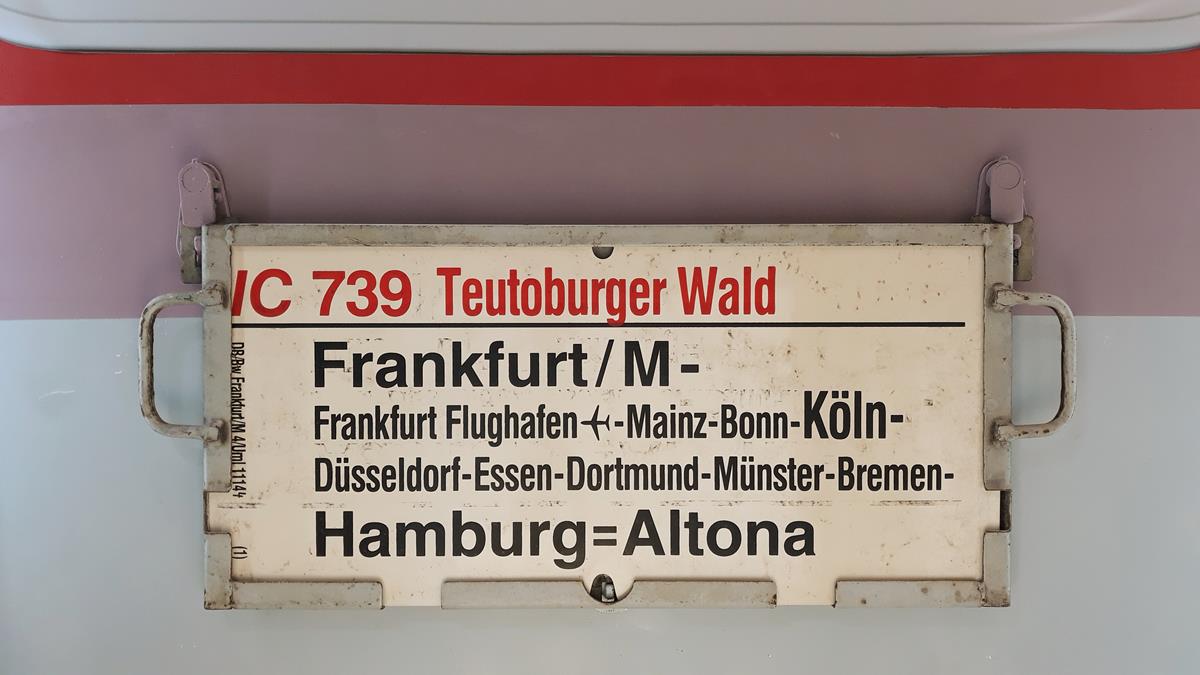 IC 739 Teutoburger Wald
Frankfurt/M-
Frankfurt Flughafen✈-Mainz-Bonn-Köln-
Düsseldorf-Essen-Dortmund-Münster-Bremen-
Hamburg=Altona
DB/Bw Frankfurt/M 4/Uml 11144
(1)